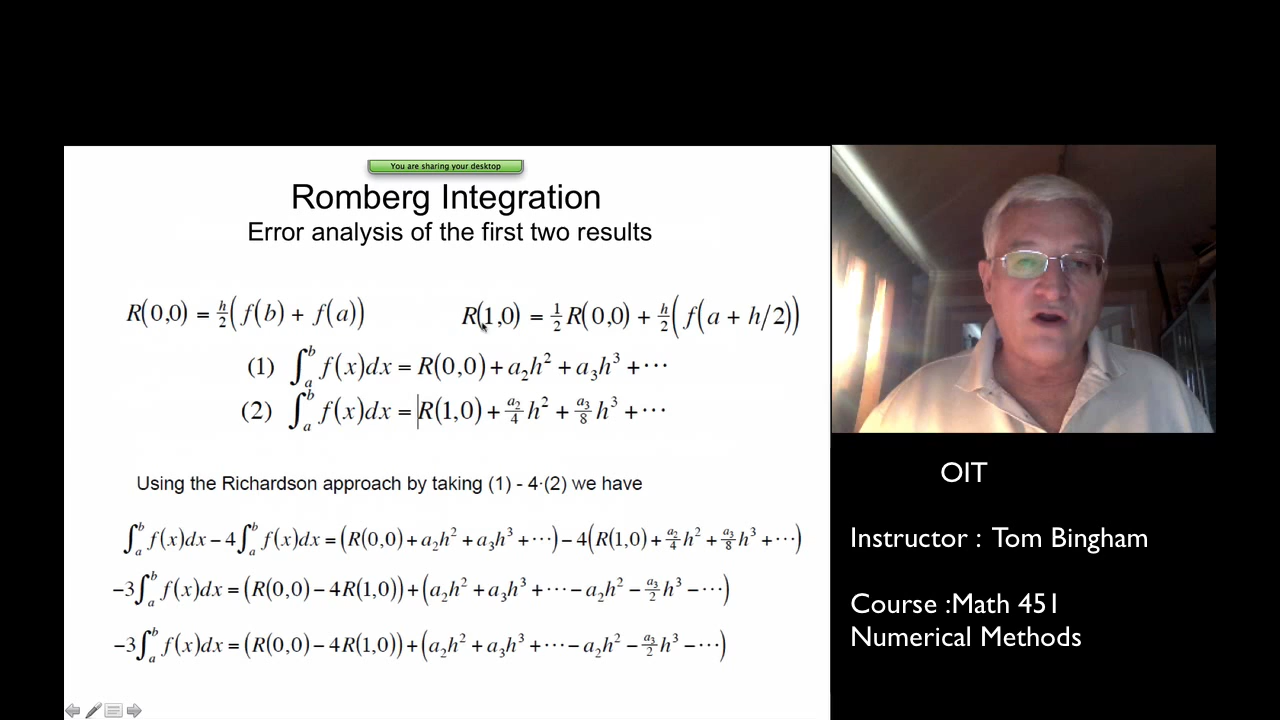 You are sharing your desktop
Romberg Integration
Error analysis of the first two results
R(0,0) = h/2 (f(b) + f(a))
R(1,0) = 1/2 R(0,0) + h/2 (f(a + h/2))
(1) ∫_a^b f(x)dx = R(0,0) + a₂h² + a₃h³ + ⋯
(2) ∫_a^b f(x)dx = R(1,0) + a₂/4 h² + a₃/8 h³ + ⋯
Using the Richardson approach by taking (1) - 4·(2) we have
∫_a^b f(x)dx − 4∫_a^b f(x)dx = (R(0,0) + a₂h² + a₃h³ + ⋯) − 4(R(1,0) + a₂/4 h² + a₃/8 h³ + ⋯)
−3∫_a^b f(x)dx = (R(0,0) − 4R(1,0)) + (a₂h² + a₃h³ + ⋯ − a₂h² − a₃/2 h³ − ⋯)
−3∫_a^b f(x)dx = (R(0,0) − 4R(1,0)) + (a₂h² + a₃h³ + ⋯ − a₂h² − a₃/2 h³ − ⋯)
OIT
Instructor : Tom Bingham
Course :Math 451
Numerical Methods